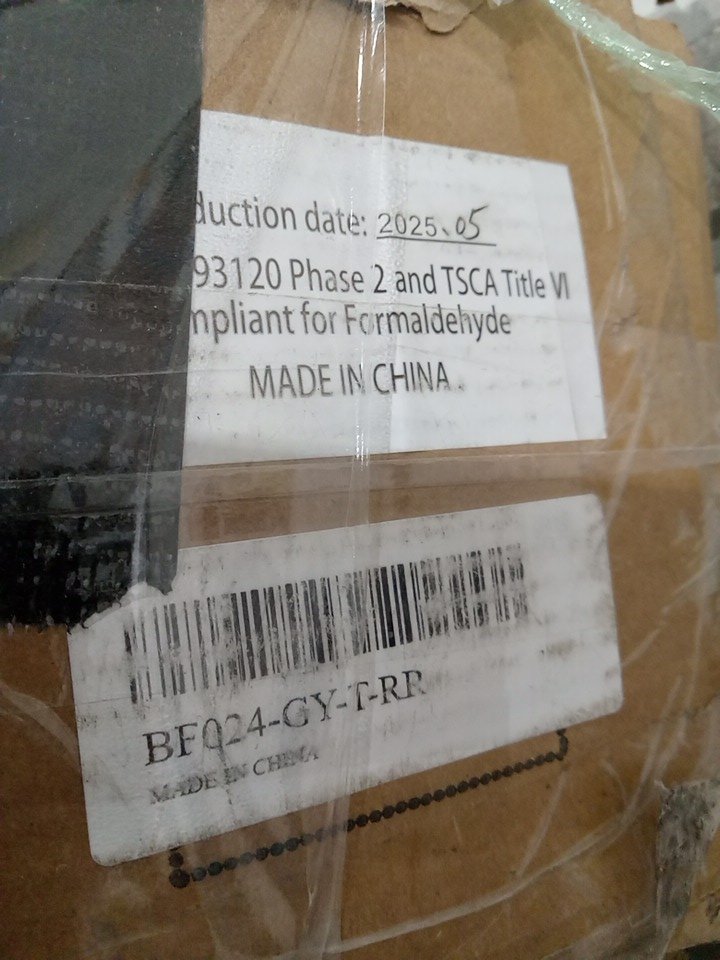 duction date: 2025.05
93120 Phase 2 and TSCA Title VI
mpliant for Formaldehyde
MADE IN CHINA
BF024-GY-T-RR
MADE IN CHINA